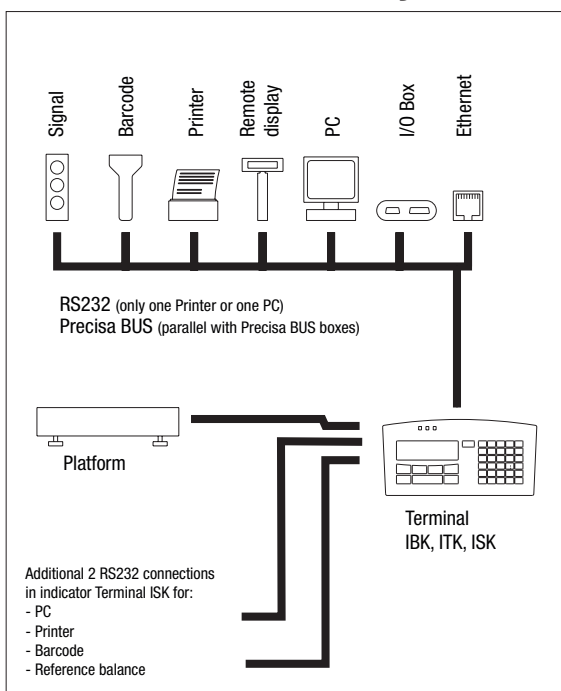 Signal
Barcode
Printer
Remote
display
PC
I/O Box
Ethernet
RS232 (only one Printer or one PC)
Precisa BUS (parallel with Precisa BUS boxes)
Platform
Terminal
IBK, ITK, ISK
Additional 2 RS232 connections
in indicator Terminal ISK for:
- PC
- Printer
- Barcode
- Reference balance